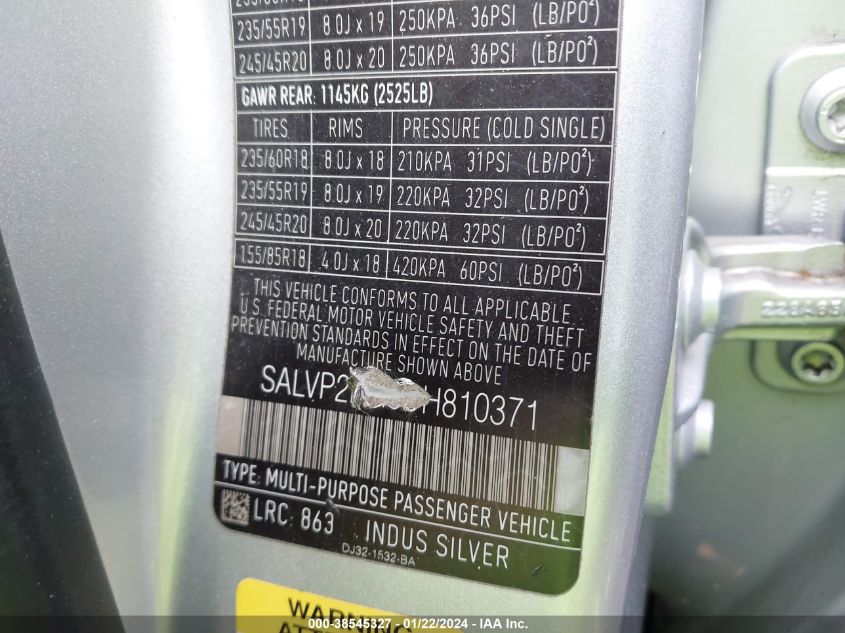 235/55R19 8.0J x 19 250KPA 36PSI (LB/PO²)
245/45R20 8.0J x 20 250KPA 36PSI (LB/PO²)
GAWR REAR: 1145KG (2525LB)
TIRES RIMS PRESSURE (COLD SINGLE)
235/60R18 8.0J x 18 210KPA 31PSI (LB/PO²)
235/55R19 8.0J x 19 220KPA 32PSI (LB/PO²)
245/45R20 8.0J x 20 220KPA 32PSI (LB/PO²)
155/85R18 4.0J x 18 420KPA 60PSI (LB/PO²)
THIS VEHICLE CONFORMS TO ALL APPLICABLE
U.S. FEDERAL MOTOR VEHICLE SAFETY AND THEFT
PREVENTION STANDARDS IN EFFECT ON THE DATE OF
MANUFACTURE SHOWN ABOVE
SALVP2 H810371
TYPE: MULTI-PURPOSE PASSENGER VEHICLE
LRC: 863 INDUS SILVER
DJ32-1532-BA
WARNING
000-38545327 - 01/22/2024 - IAA Inc.